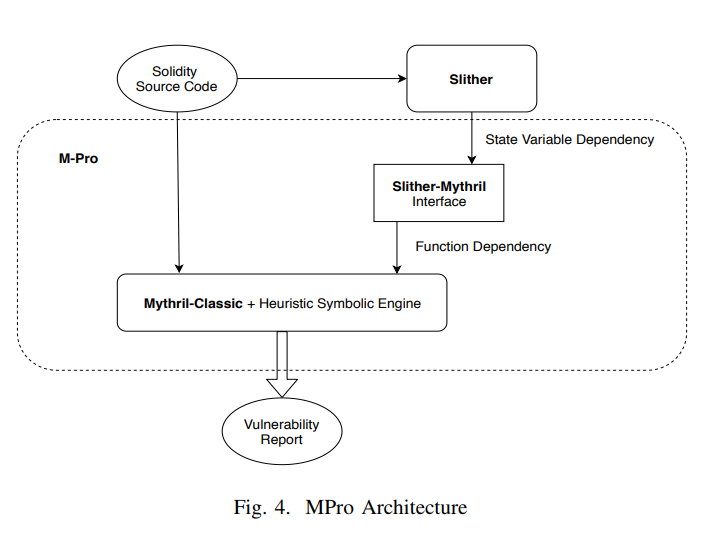 Solidity
Source Code
Slither
State Variable Dependency
M-Pro
Slither-Mythril
Interface
Function Dependency
Mythril-Classic + Heuristic Symbolic Engine
Vulnerability
Report
Fig. 4. MPro Architecture